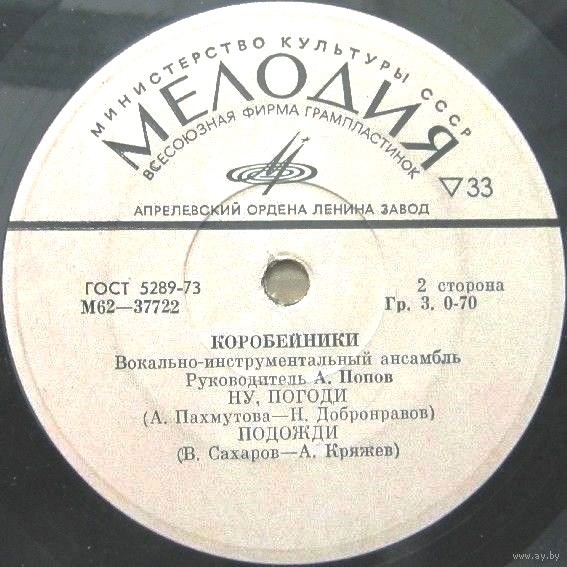 МИНИСТЕРСТВО КУЛЬТУРЫ СССР
МЕЛОДИЯ
ВСЕСОЮЗНАЯ ФИРМА ГРАМПЛАСТИНОК
▽33
АПРЕЛЕВСКИЙ ОРДЕНА ЛЕНИНА ЗАВОД
ГОСТ 5289-73
М62—37722
2 сторона
Гр. 3. 0-70
КОРОБЕЙНИКИ
Вокально-инструментальный ансамбль
Руководитель А. Попов
НУ, ПОГОДИ
(А. Пахмутова—Н. Добронравов)
ПОДОЖДИ
(В. Сахаров—А. Кряжев)
www.ay.by